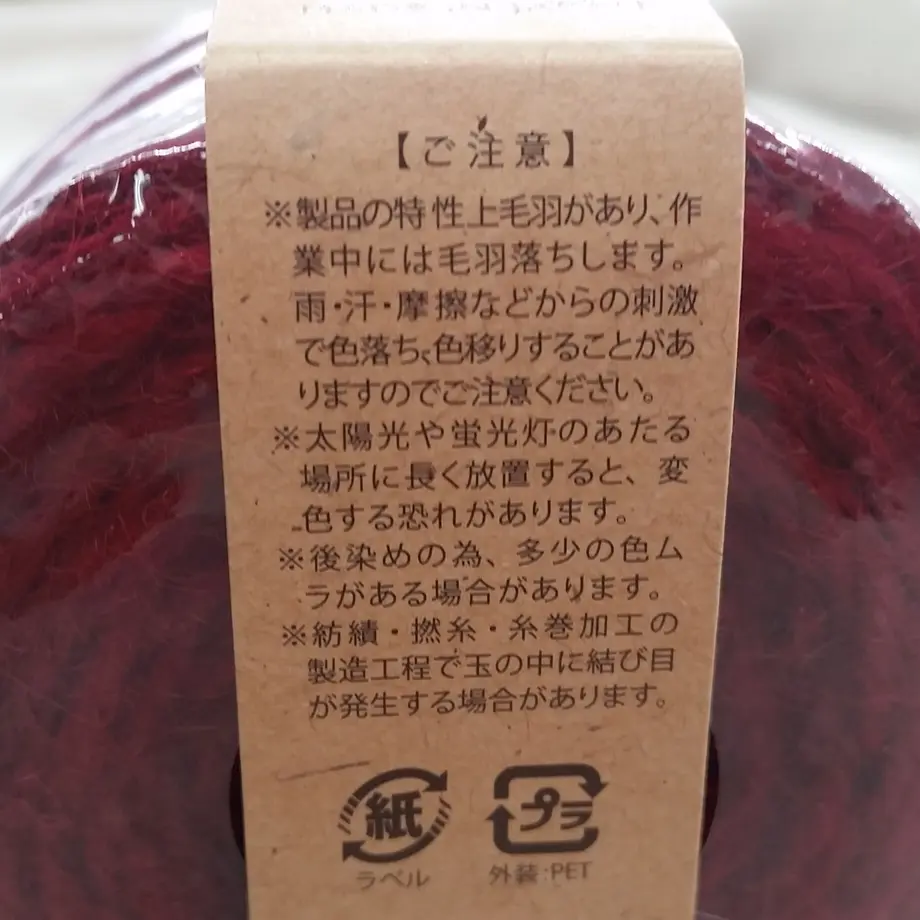 【ご注意】
※製品の特性上毛羽があり、作
業中には毛羽落ちします。
雨・汗・摩擦などからの刺激
で色落ち、色移りすることがあ
りますのでご注意ください。
※太陽光や蛍光灯のあたる
場所に長く放置すると、変
色する恐れがあります。
※後染めの為、多少の色ム
ラがある場合があります。
※紡績・撚糸・糸巻加工の
製造工程で玉の中に結び目
が発生する場合があります。
紙 プラ
ラベル 外装:PET